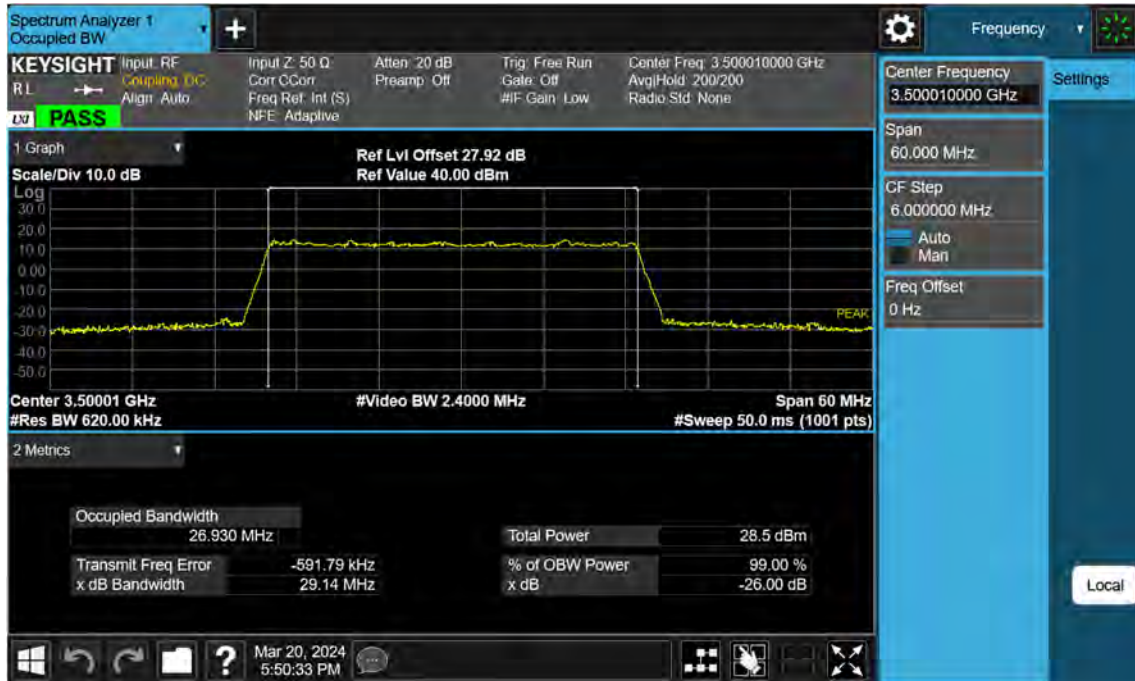 Spectrum Analyzer 1
Occupied BW
+
Frequency
KEYSIGHT
R L
LXI
PASS
Input: RF
Coupling: DC
Align: Auto
Input Z: 50 Ω
Corr CCorr
Freq Ref: Int (S)
NFE: Adaptive
Atten: 20 dB
Preamp: Off
Trig: Free Run
Gate: Off
#IF Gain: Low
Center Freq: 3.500010000 GHz
Avg|Hold: 200/200
Radio Std: None
Center Frequency
3.500010000 GHz
Settings
Span
60.000 MHz
CF Step
6.000000 MHz
Auto
Man
Freq Offset
0 Hz
1 Graph
Scale/Div 10.0 dB
Ref Lvl Offset 27.92 dB
Ref Value 40.00 dBm
Log
30.0
20.0
10.0
0.00
-10.0
-20.0
-30.0
-40.0
-50.0
PEAK
Center 3.50001 GHz
#Video BW 2.4000 MHz
Span 60 MHz
#Res BW 620.00 kHz
#Sweep 50.0 ms (1001 pts)
2 Metrics
Occupied Bandwidth
26.930 MHz
Total Power 28.5 dBm
Transmit Freq Error -591.79 kHz
% of OBW Power 99.00 %
x dB Bandwidth 29.14 MHz
x dB -26.00 dB
Local
?
Mar 20, 2024
5:50:33 PM